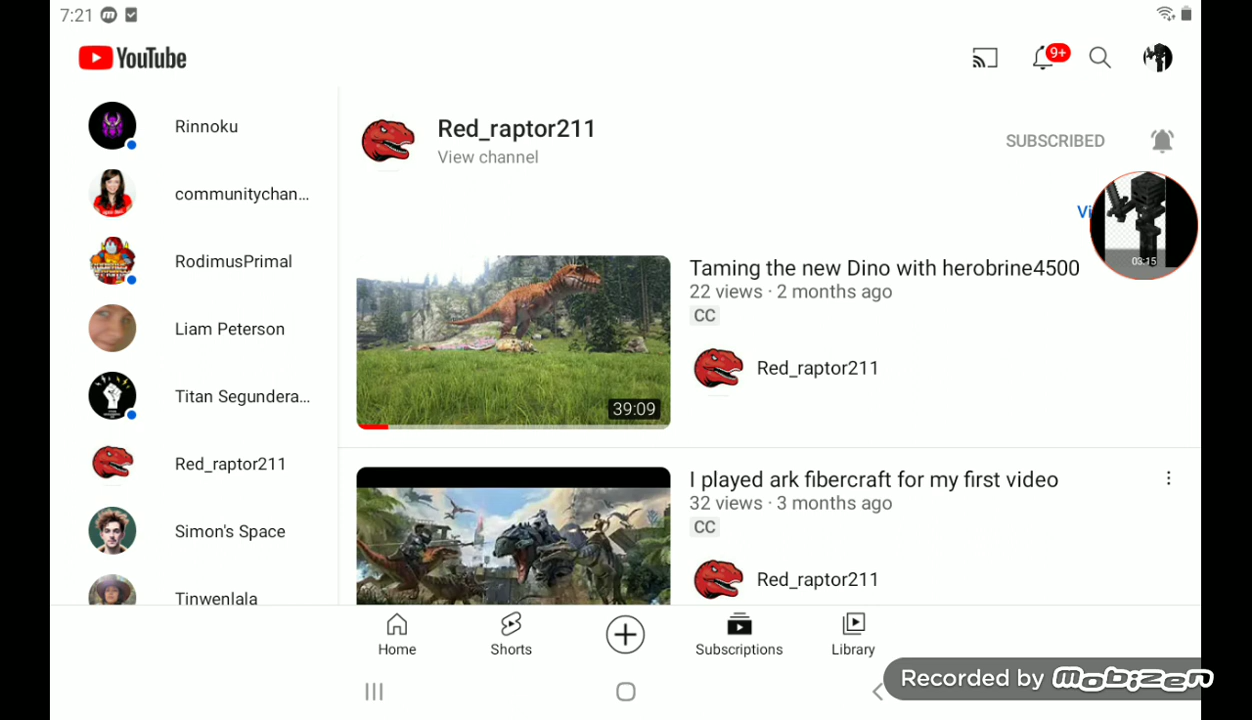 7:21
YouTube
9+
Rinnoku
communitychan...
RodimusPrimal
Liam Peterson
Titan Segundera...
Red_raptor211
Simon's Space
Tinwenlala
Red_raptor211
View channel
SUBSCRIBED
Vi
03:15
Taming the new Dino with herobrine4500
22 views · 2 months ago
CC
Red_raptor211
39:09
I played ark fibercraft for my first video
32 views · 3 months ago
CC
Red_raptor211
Home
Shorts
Subscriptions
Library
Recorded by mobizen